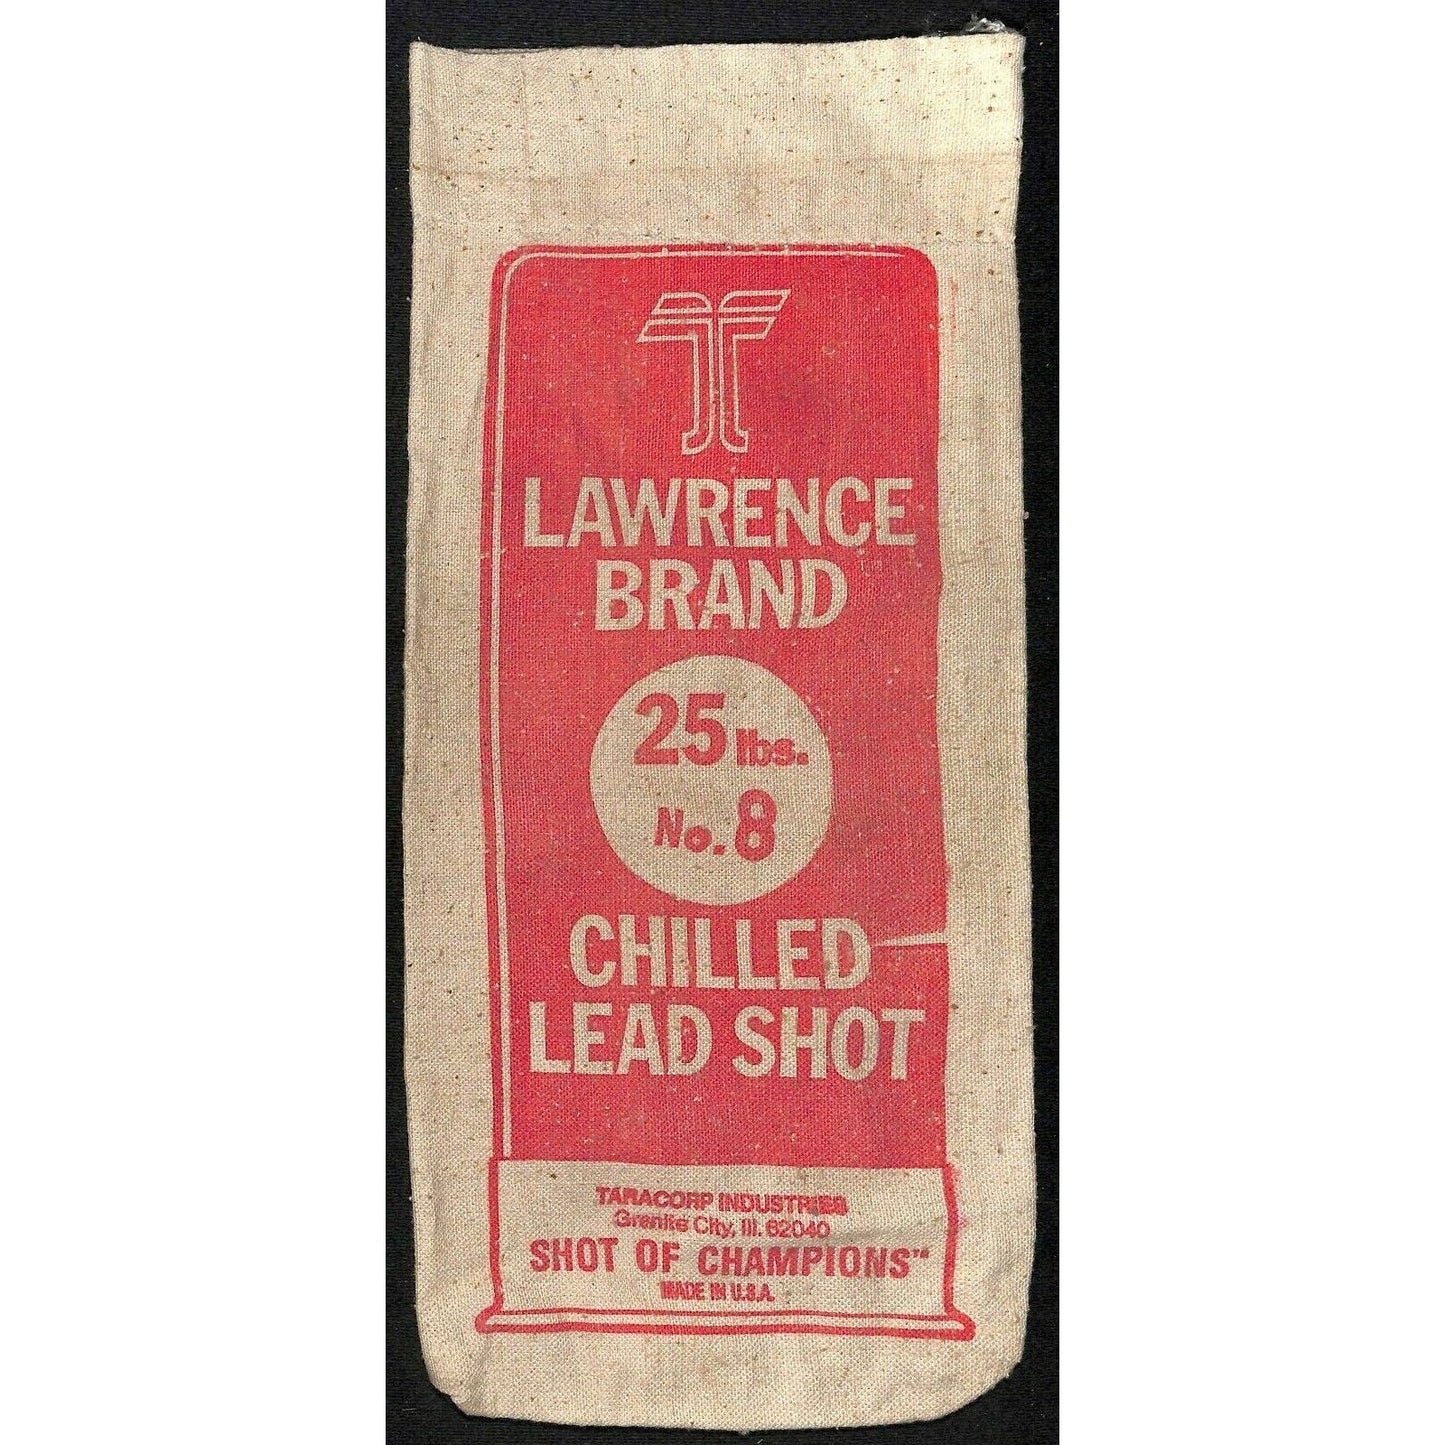 LAWRENCE
BRAND
25 lbs.
No. 8
CHILLED
LEAD SHOT
TARACORP INDUSTRIES
Granite City, Ill. 62040
SHOT OF CHAMPIONS™
MADE IN U.S.A.